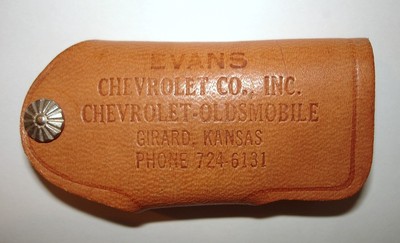 EVANS
CHEVROLET CO., INC.
CHEVROLET-OLDSMOBILE
GIRARD, KANSAS
PHONE 724-6131